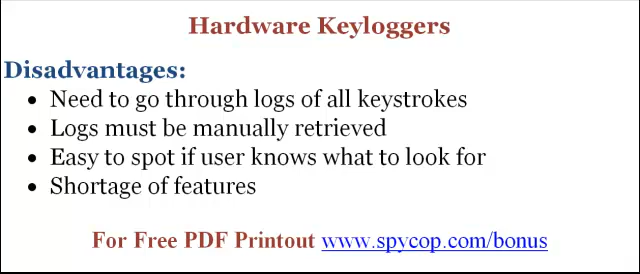 Hardware Keyloggers
Disadvantages:
• Need to go through logs of all keystrokes
• Logs must be manually retrieved
• Easy to spot if user knows what to look for
• Shortage of features
For Free PDF Printout www.spycop.com/bonus